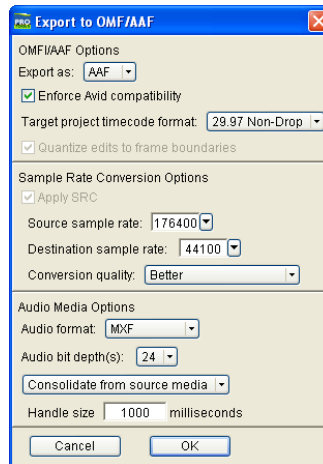 PRO Export to OMF/AAF
OMFI/AAF Options
Export as: AAF
Enforce Avid compatibility
Target project timecode format: 29.97 Non-Drop
Quantize edits to frame boundaries
Sample Rate Conversion Options
Apply SRC
Source sample rate: 176400
Destination sample rate: 44100
Conversion quality: Better
Audio Media Options
Audio format: MXF
Audio bit depth(s): 24
Consolidate from source media
Handle size 1000 milliseconds
Cancel OK